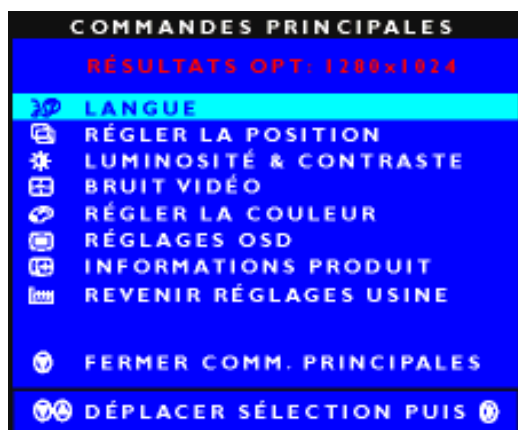 COMMANDES PRINCIPALES
RÉSULTATS OPT: 1280x1024
LANGUE
RÉGLER LA POSITION
LUMINOSITÉ & CONTRASTE
BRUIT VIDÉO
RÉGLER LA COULEUR
RÉGLAGES OSD
INFORMATIONS PRODUIT
REVENIR RÉGLAGES USINE
FERMER COMM. PRINCIPALES
DÉPLACER SÉLECTION PUIS